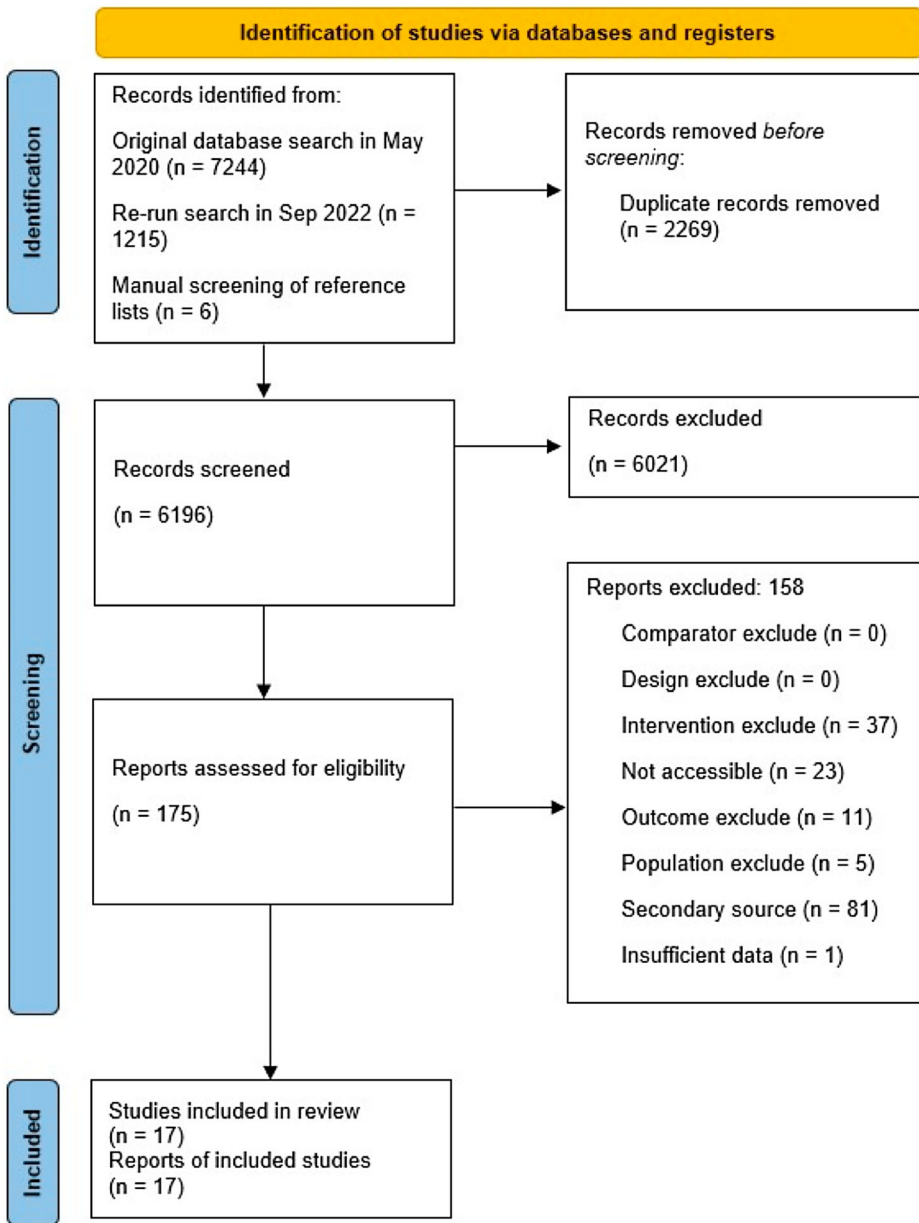 Identification of studies via databases and registers
Identification
Records identified from:
Original database search in May
2020 (n = 7244)
Re-run search in Sep 2022 (n =
1215)
Manual screening of reference
lists (n = 6)
Records removed before
screening:
Duplicate records removed
(n = 2269)
Screening
Records screened
(n = 6196)
Records excluded
(n = 6021)
Reports assessed for eligibility
(n = 175)
Reports excluded: 158
Comparator exclude (n = 0)
Design exclude (n = 0)
Intervention exclude (n = 37)
Not accessible (n = 23)
Outcome exclude (n = 11)
Population exclude (n = 5)
Secondary source (n = 81)
Insufficient data (n = 1)
Included
Studies included in review
(n = 17)
Reports of included studies
(n = 17)